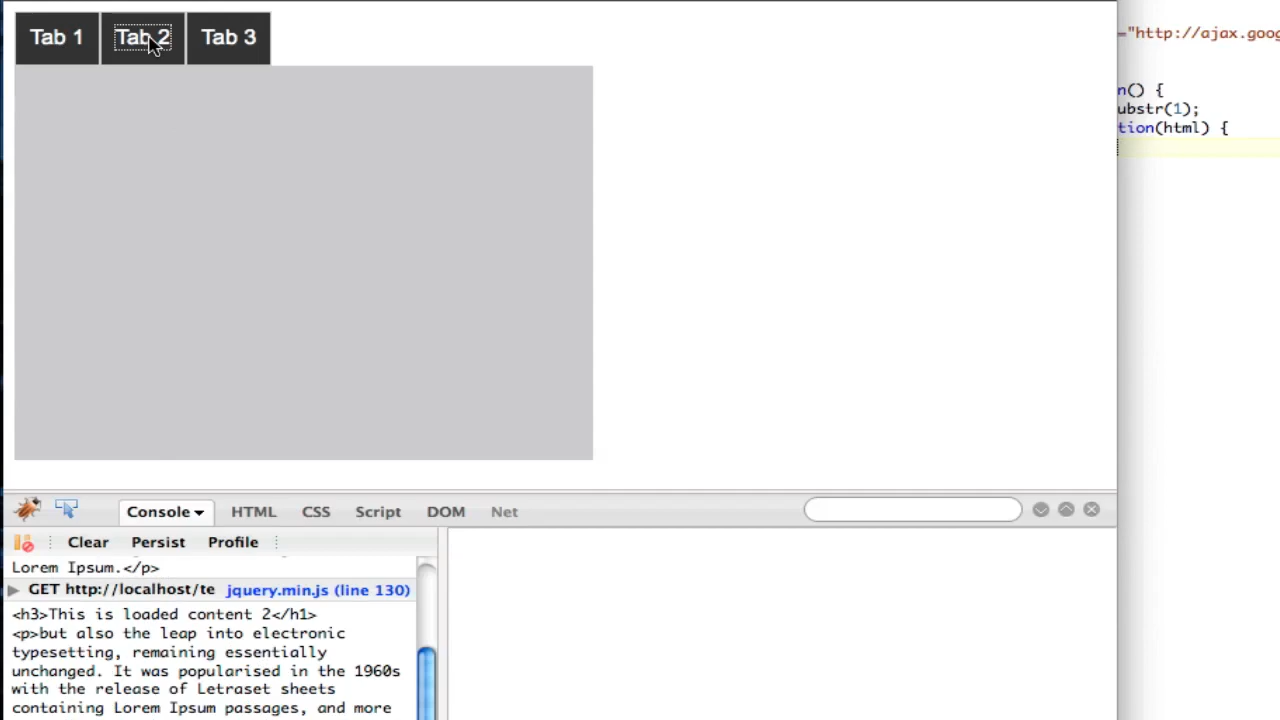 Tab 1 Tab 2 Tab 3
="http://ajax.goog
n() {
ubstr(1);
tion(html) {
Console HTML CSS Script DOM Net
Clear Persist Profile
Lorem Ipsum.</p>
GET http://localhost/te jquery.min.js (line 130)
<h3>This is loaded content 2</h1>
<p>but also the leap into electronic
typesetting, remaining essentially
unchanged. It was popularised in the 1960s
with the release of Letraset sheets
containing Lorem Ipsum passages, and more